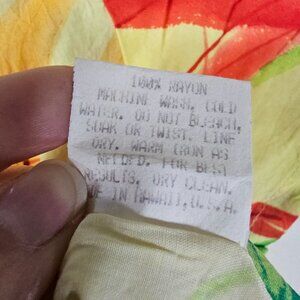 100% RAYON
MACHINE WASH, COLD
WATER. DO NOT BLEACH,
SOAK OR TWIST. LINE
DRY. WARM IRON AS
NEEDED. FOR BEST
RESULTS, DRY CLEAN.
MADE IN HAWAII, U.S.A.